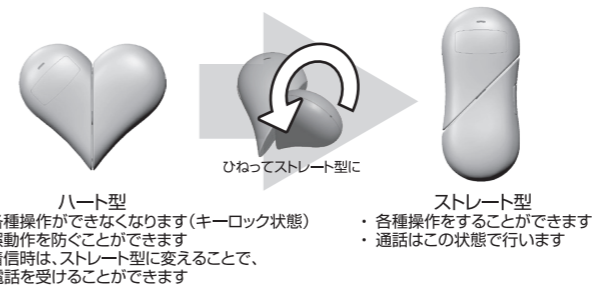 ひねってストレート型に
ハート型
各種操作ができなくなります(キーロック状態)
誤動作を防ぐことができます
着信時は、ストレート型に変えることで、
電話を受けることができます
ストレート型
・ 各種操作をすることができます
・ 通話はこの状態で行います